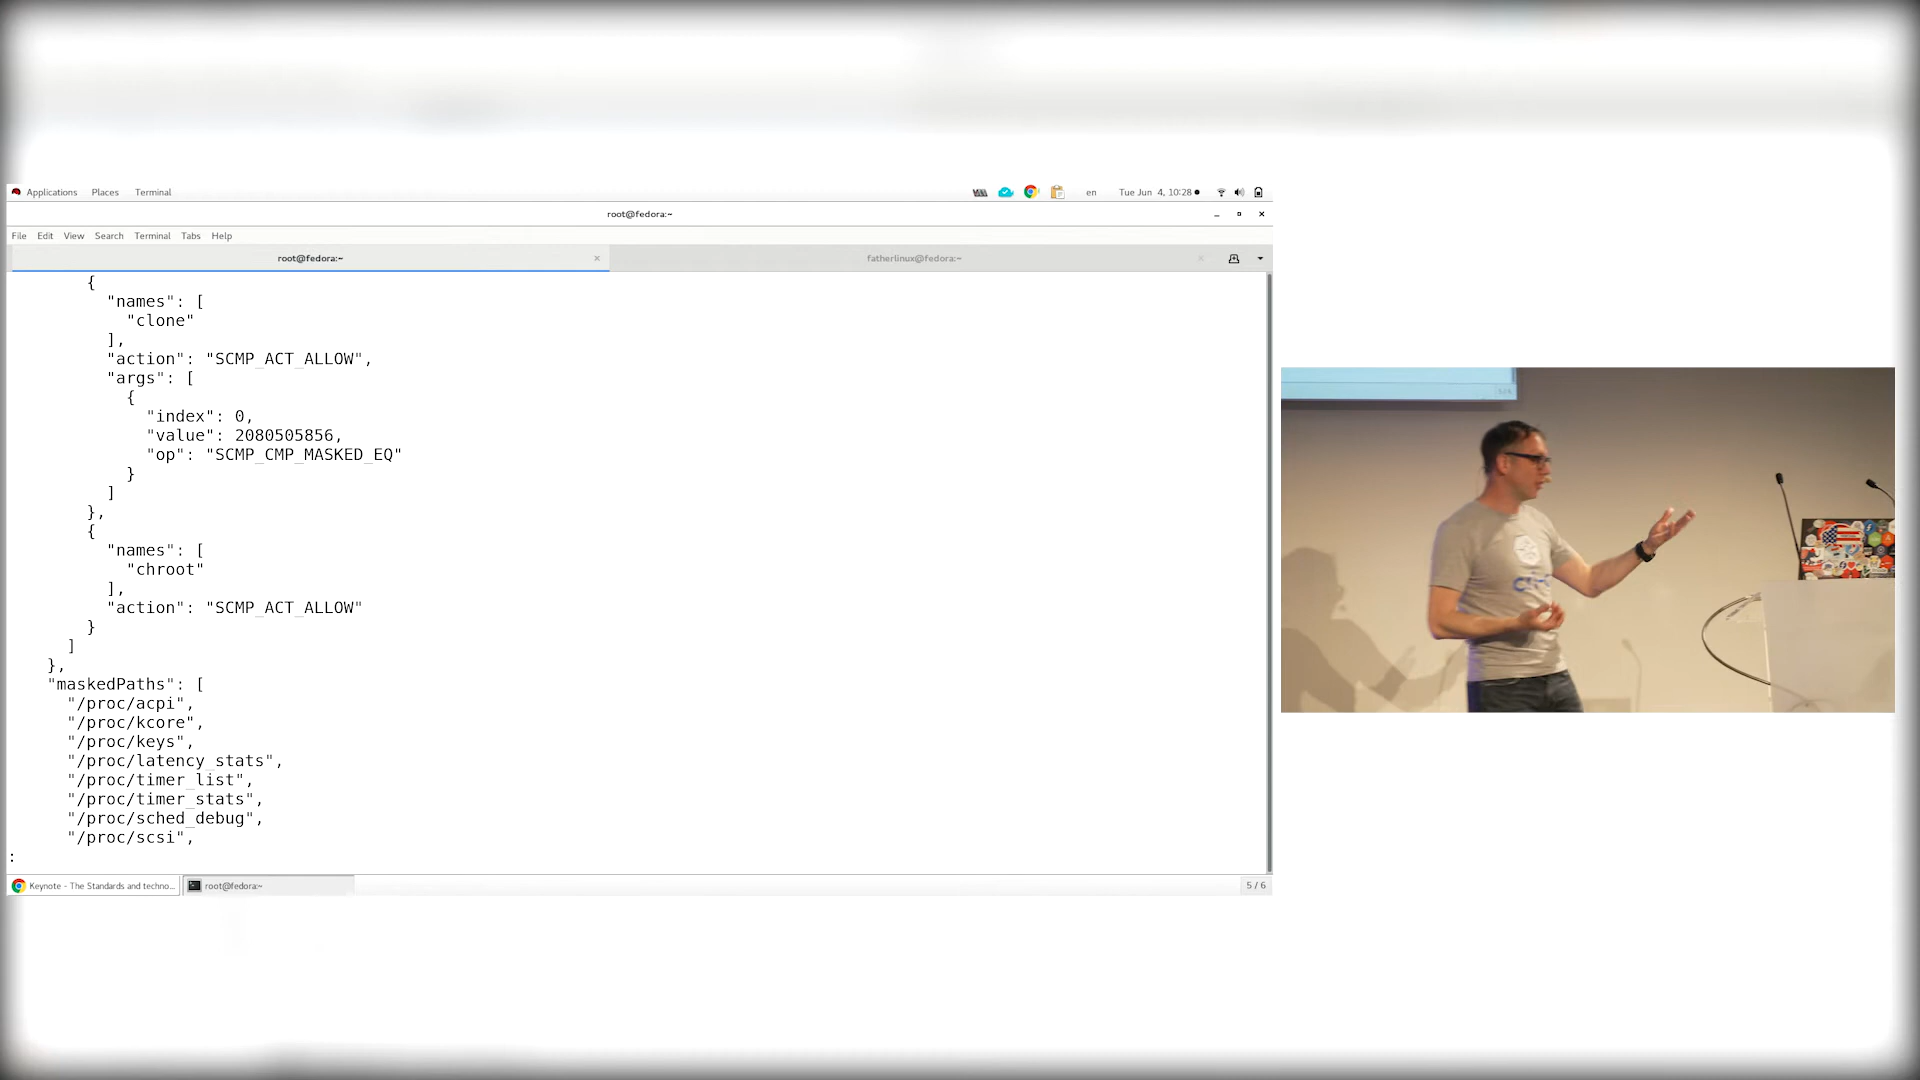 Applications Places Terminal
en Tue Jun 4, 10:28
root@fedora:~
File Edit View Search Terminal Tabs Help
root@fedora:~ fatherlinux@fedora:~
{
"names": [
"clone"
],
"action": "SCMP_ACT_ALLOW",
"args": [
{
"index": 0,
"value": 2080505856,
"op": "SCMP_CMP_MASKED_EQ"
}
]
},
{
"names": [
"chroot"
],
"action": "SCMP_ACT_ALLOW"
}
]
},
"maskedPaths": [
"/proc/acpi",
"/proc/kcore",
"/proc/keys",
"/proc/latency_stats",
"/proc/timer_list",
"/proc/timer_stats",
"/proc/sched_debug",
"/proc/scsi",
:
Keynote - The Standards and techno... root@fedora:~ 5 / 6